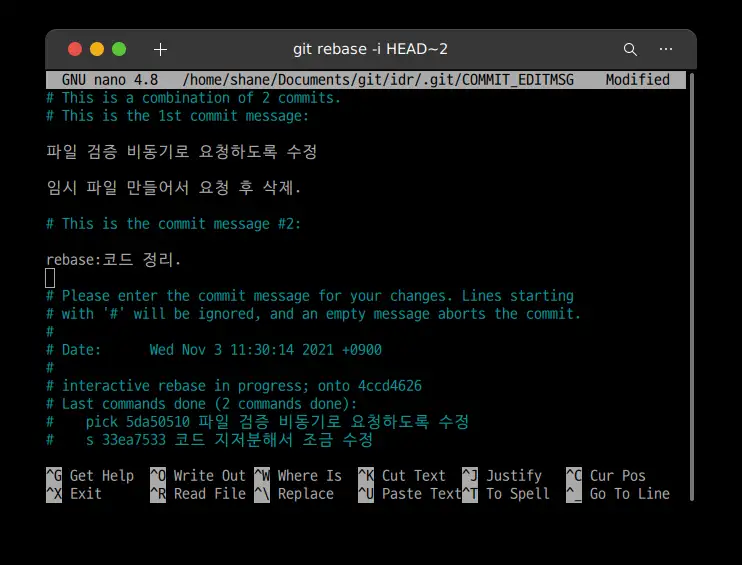 git rebase -i HEAD~2
GNU nano 4.8 /home/shane/Documents/git/idr/.git/COMMIT_EDITMSG Modified
# This is a combination of 2 commits.
# This is the 1st commit message:
파일 검증 비동기로 요청하도록 수정
임시 파일 만들어서 요청 후 삭제.
# This is the commit message #2:
rebase:코드 정리.
# Please enter the commit message for your changes. Lines starting
# with '#' will be ignored, and an empty message aborts the commit.
#
# Date:      Wed Nov 3 11:30:14 2021 +0900
#
# interactive rebase in progress; onto 4ccd4626
# Last commands done (2 commands done):
#    pick 5da50510 파일 검증 비동기로 요청하도록 수정
#    s 33ea7533 코드 지저분해서 조금 수정
^G Get Help  ^O Write Out ^W Where Is  ^K Cut Text  ^J Justify   ^C Cur Pos
^X Exit      ^R Read File ^\ Replace   ^U Paste Text^T To Spell  ^_ Go To Line